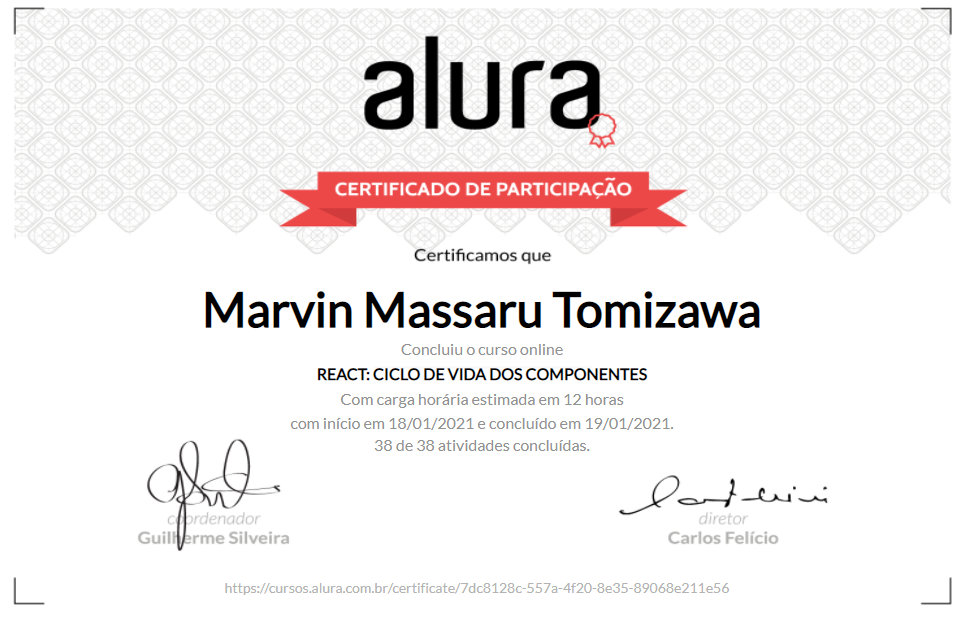 alura
CERTIFICADO DE PARTICIPAÇÃO
Certificamos que
Marvin Massaru Tomizawa
Concluiu o curso online
REACT: CICLO DE VIDA DOS COMPONENTES
Com carga horária estimada em 12 horas
com início em 18/01/2021 e concluído em 19/01/2021.
38 de 38 atividades concluídas.
coordenador
Guilherme Silveira
diretor
Carlos Felício
https://cursos.alura.com.br/certificate/7dc8128c-557a-4f20-8e35-89068e211e56